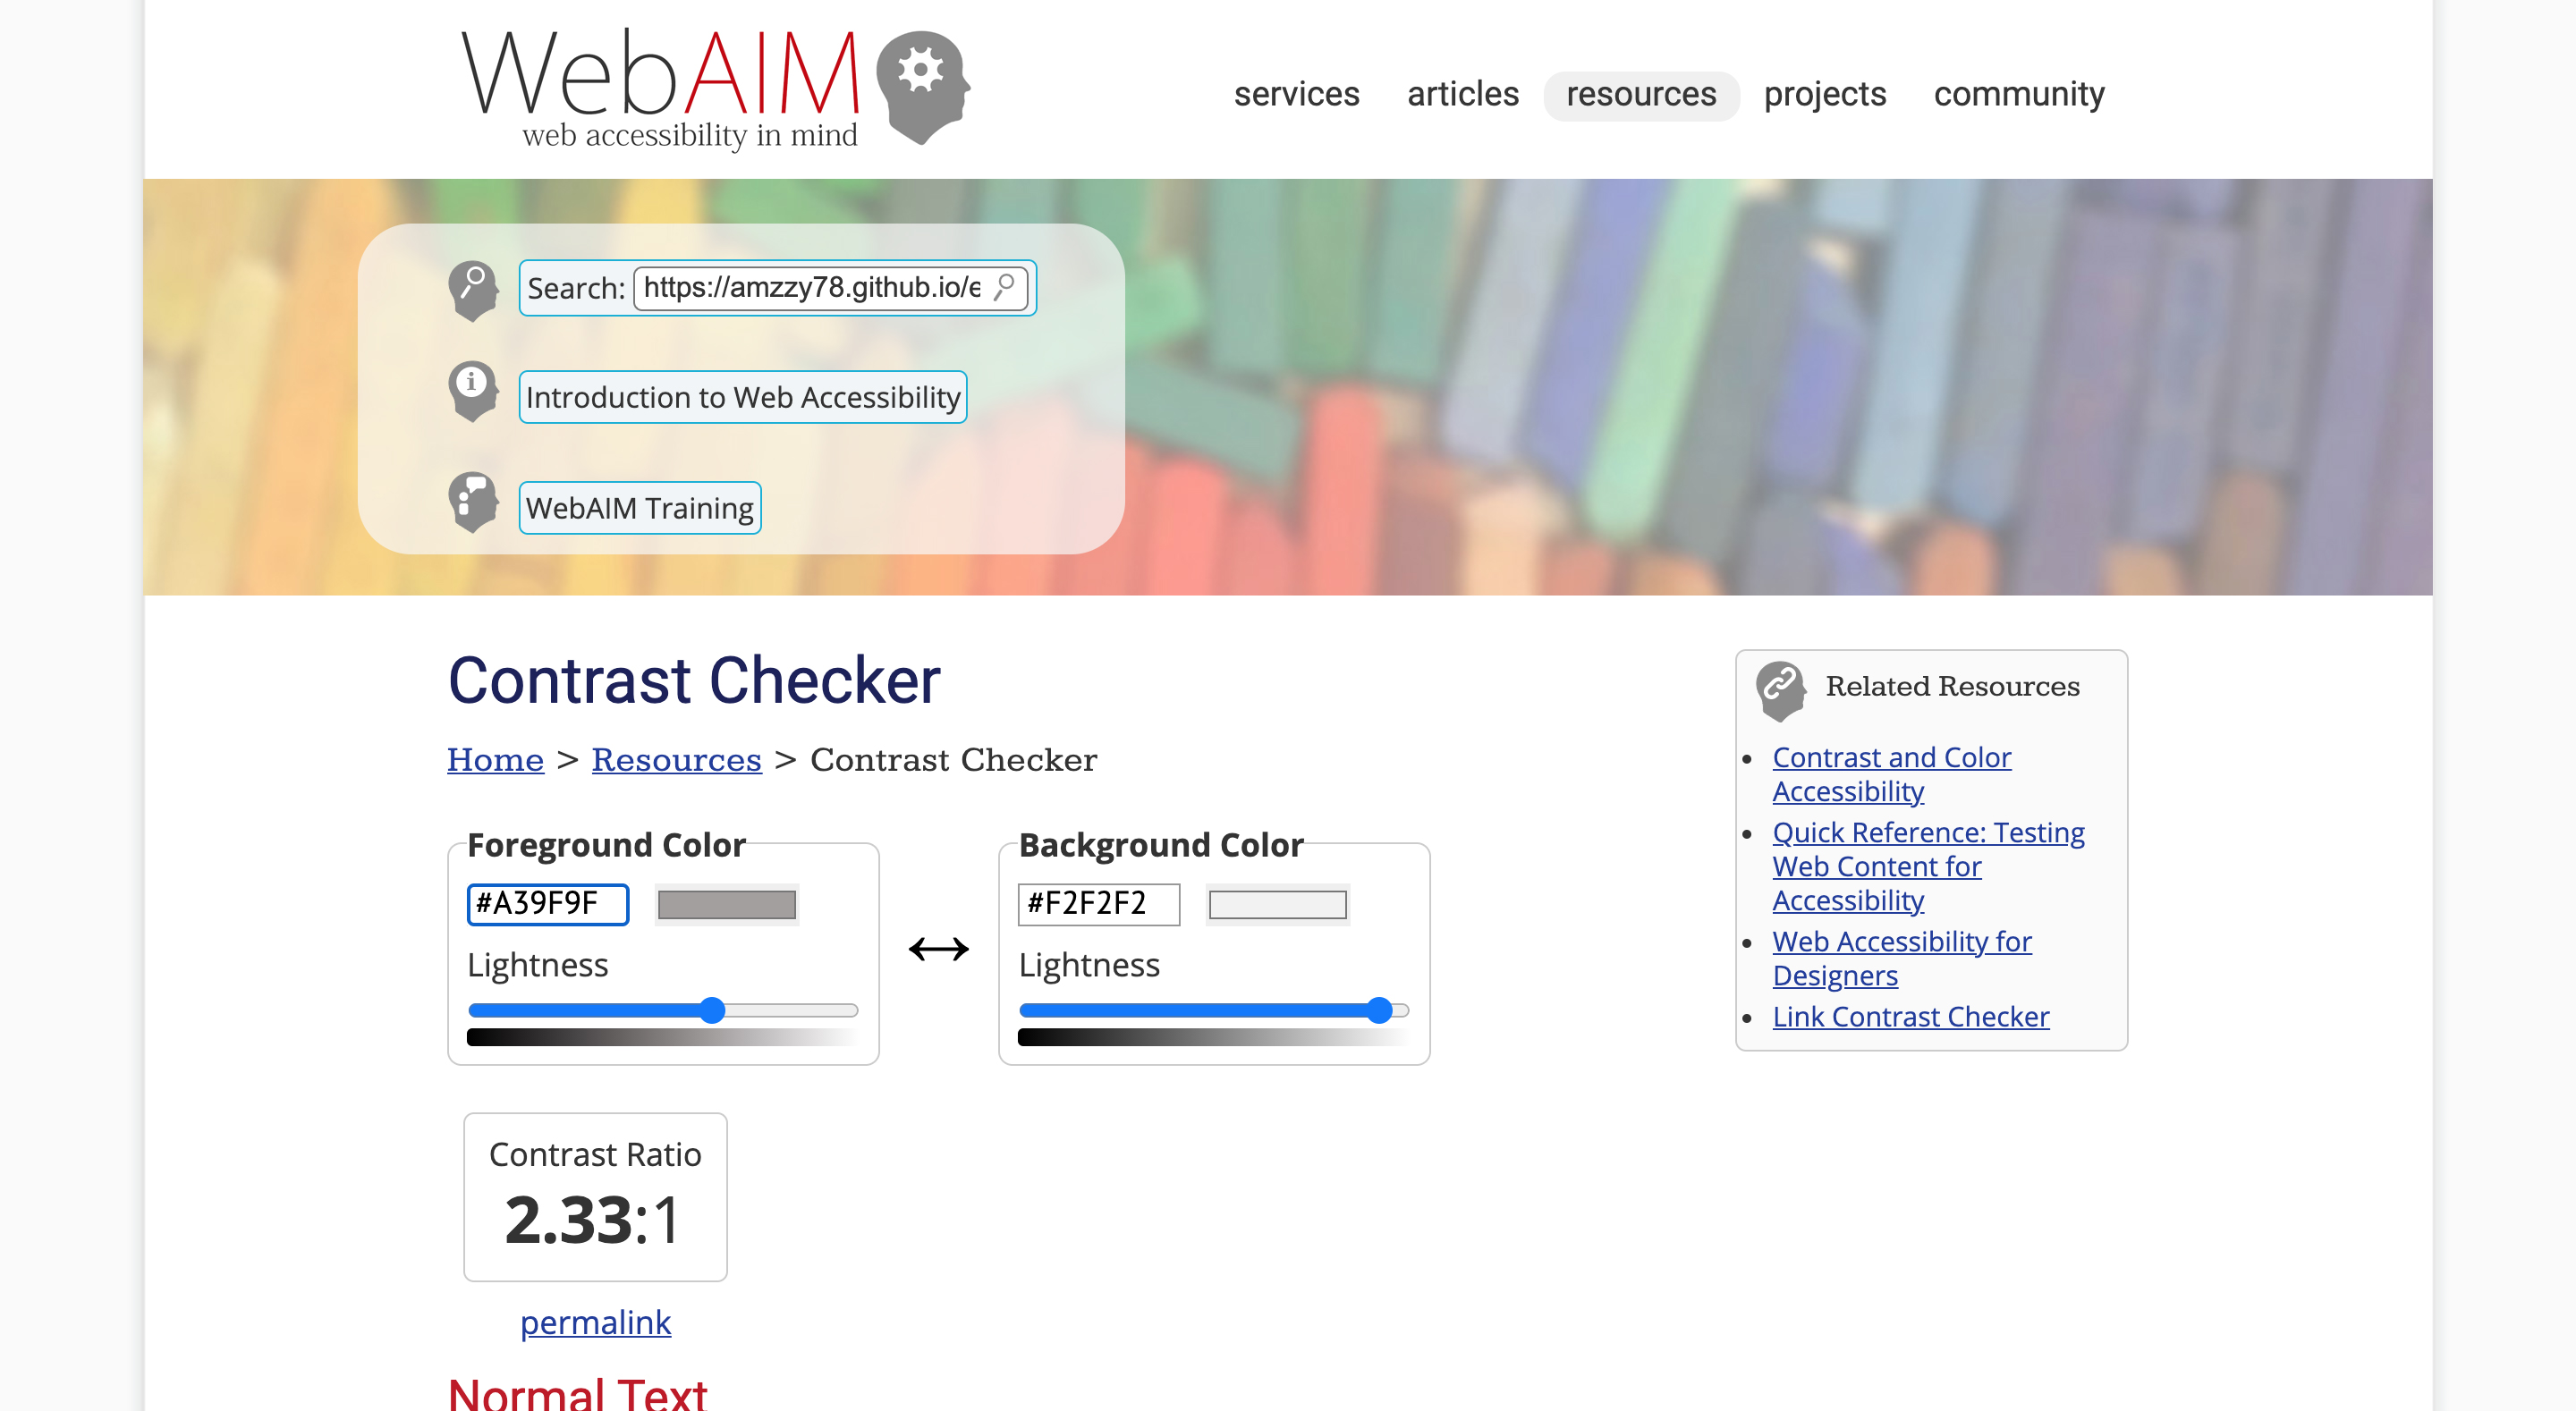 WebAIM
web accessibility in mind
services articles resources projects community
Search: https://amzzy78.github.io/e
Introduction to Web Accessibility
WebAIM Training
Contrast Checker
Home > Resources > Contrast Checker
Foreground Color
#A39F9F
Lightness
Background Color
#F2F2F2
Lightness
Contrast Ratio
2.33:1
permalink
Normal Text
Related Resources
Contrast and Color
Accessibility
Quick Reference: Testing
Web Content for
Accessibility
Web Accessibility for
Designers
Link Contrast Checker